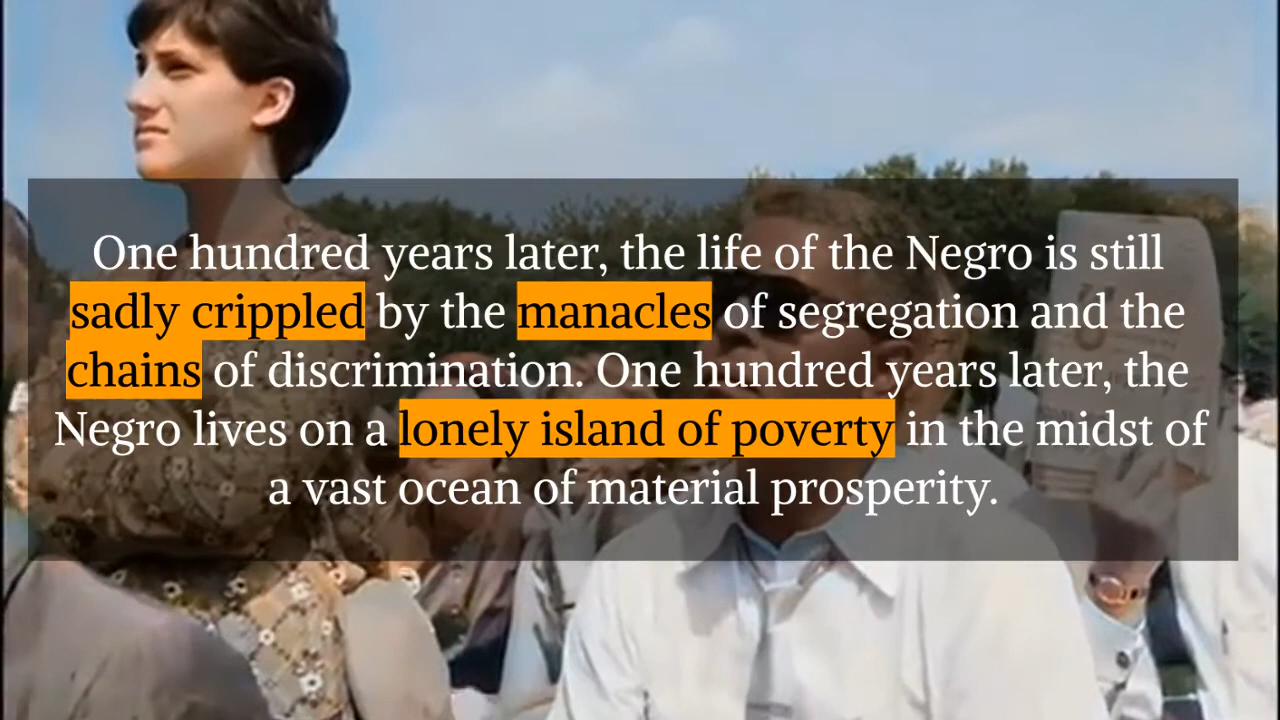 One hundred years later, the life of the Negro is still
sadly crippled by the manacles of segregation and the
chains of discrimination. One hundred years later, the
Negro lives on a lonely island of poverty in the midst of
a vast ocean of material prosperity.